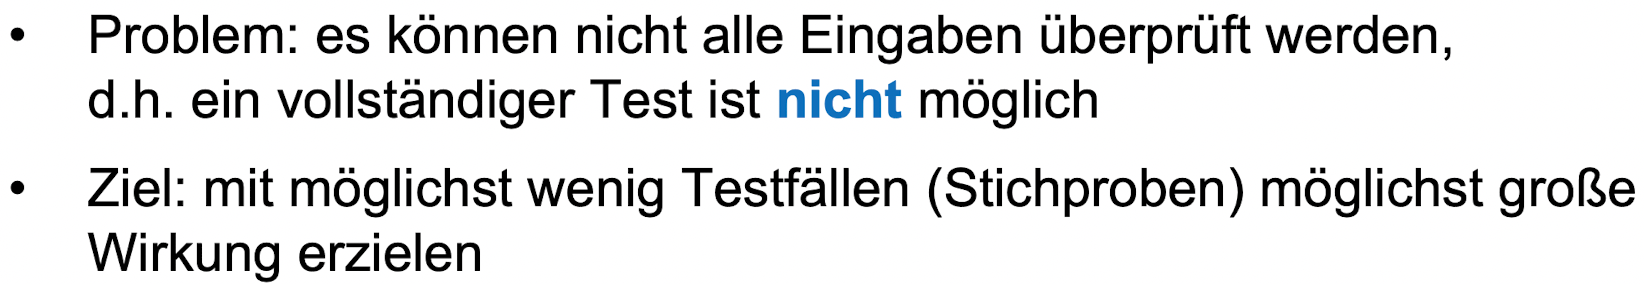 • Problem: es können nicht alle Eingaben überprüft werden,
d.h. ein vollständiger Test ist nicht möglich
• Ziel: mit möglichst wenig Testfällen (Stichproben) möglichst große
Wirkung erzielen